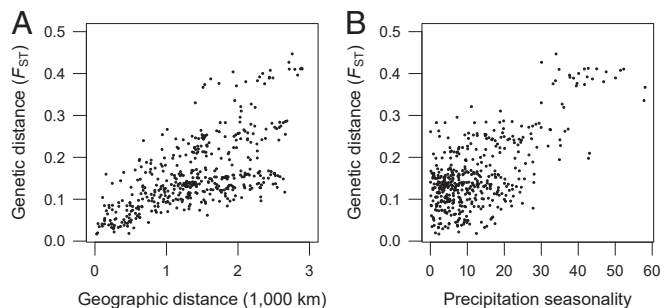 A
Genetic distance (FST)
0.5
0.4
0.3
0.2
0.1
0.0
0 1 2 3
Geographic distance (1,000 km)
B
Genetic distance (FST)
0.5
0.4
0.3
0.2
0.1
0.0
0 10 20 30 40 50 60
Precipitation seasonality